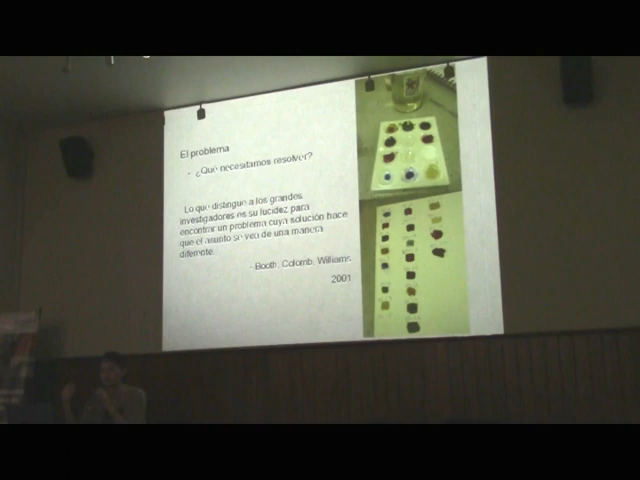 El problema
- ¿Qué necesitamos resolver?
Lo que distingue a los grandes
investigadores es su lucidez para
encontrar un problema cuya solución hace
que el asunto se vea de una manera
diferente.
- Booth, Colomb, Williams
2001